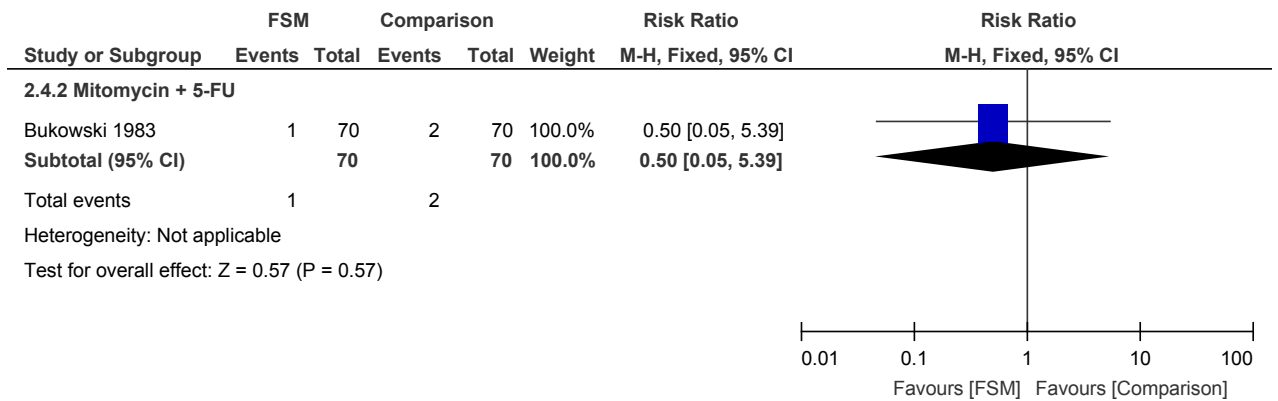 FSM Comparison Risk Ratio Risk Ratio
Study or Subgroup Events Total Events Total Weight M-H, Fixed, 95% CI M-H, Fixed, 95% CI
2.4.2 Mitomycin + 5-FU
Bukowski 1983 1 70 2 70 100.0% 0.50 [0.05, 5.39]
Subtotal (95% CI) 70 70 100.0% 0.50 [0.05, 5.39]
Total events 1 2
Heterogeneity: Not applicable
Test for overall effect: Z = 0.57 (P = 0.57)
0.01 0.1 1 10 100
Favours [FSM] Favours [Comparison]